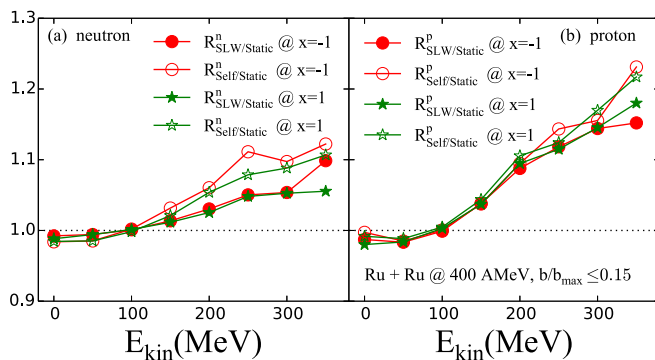 1.3
1.2
1.1
1.0
0.9
(a) neutron
R^n_SLW/Static @ x=-1
R^n_Self/Static @ x=-1
R^n_SLW/Static @ x=1
R^n_Self/Static @ x=1
0 100 200 300
E_kin(MeV)
(b) proton
R^p_SLW/Static @ x=-1
R^p_Self/Static @ x=-1
R^p_SLW/Static @ x=1
R^p_Self/Static @ x=1
Ru + Ru @ 400 AMeV, b/b_max ≤0.15
0 100 200 300
E_kin(MeV)